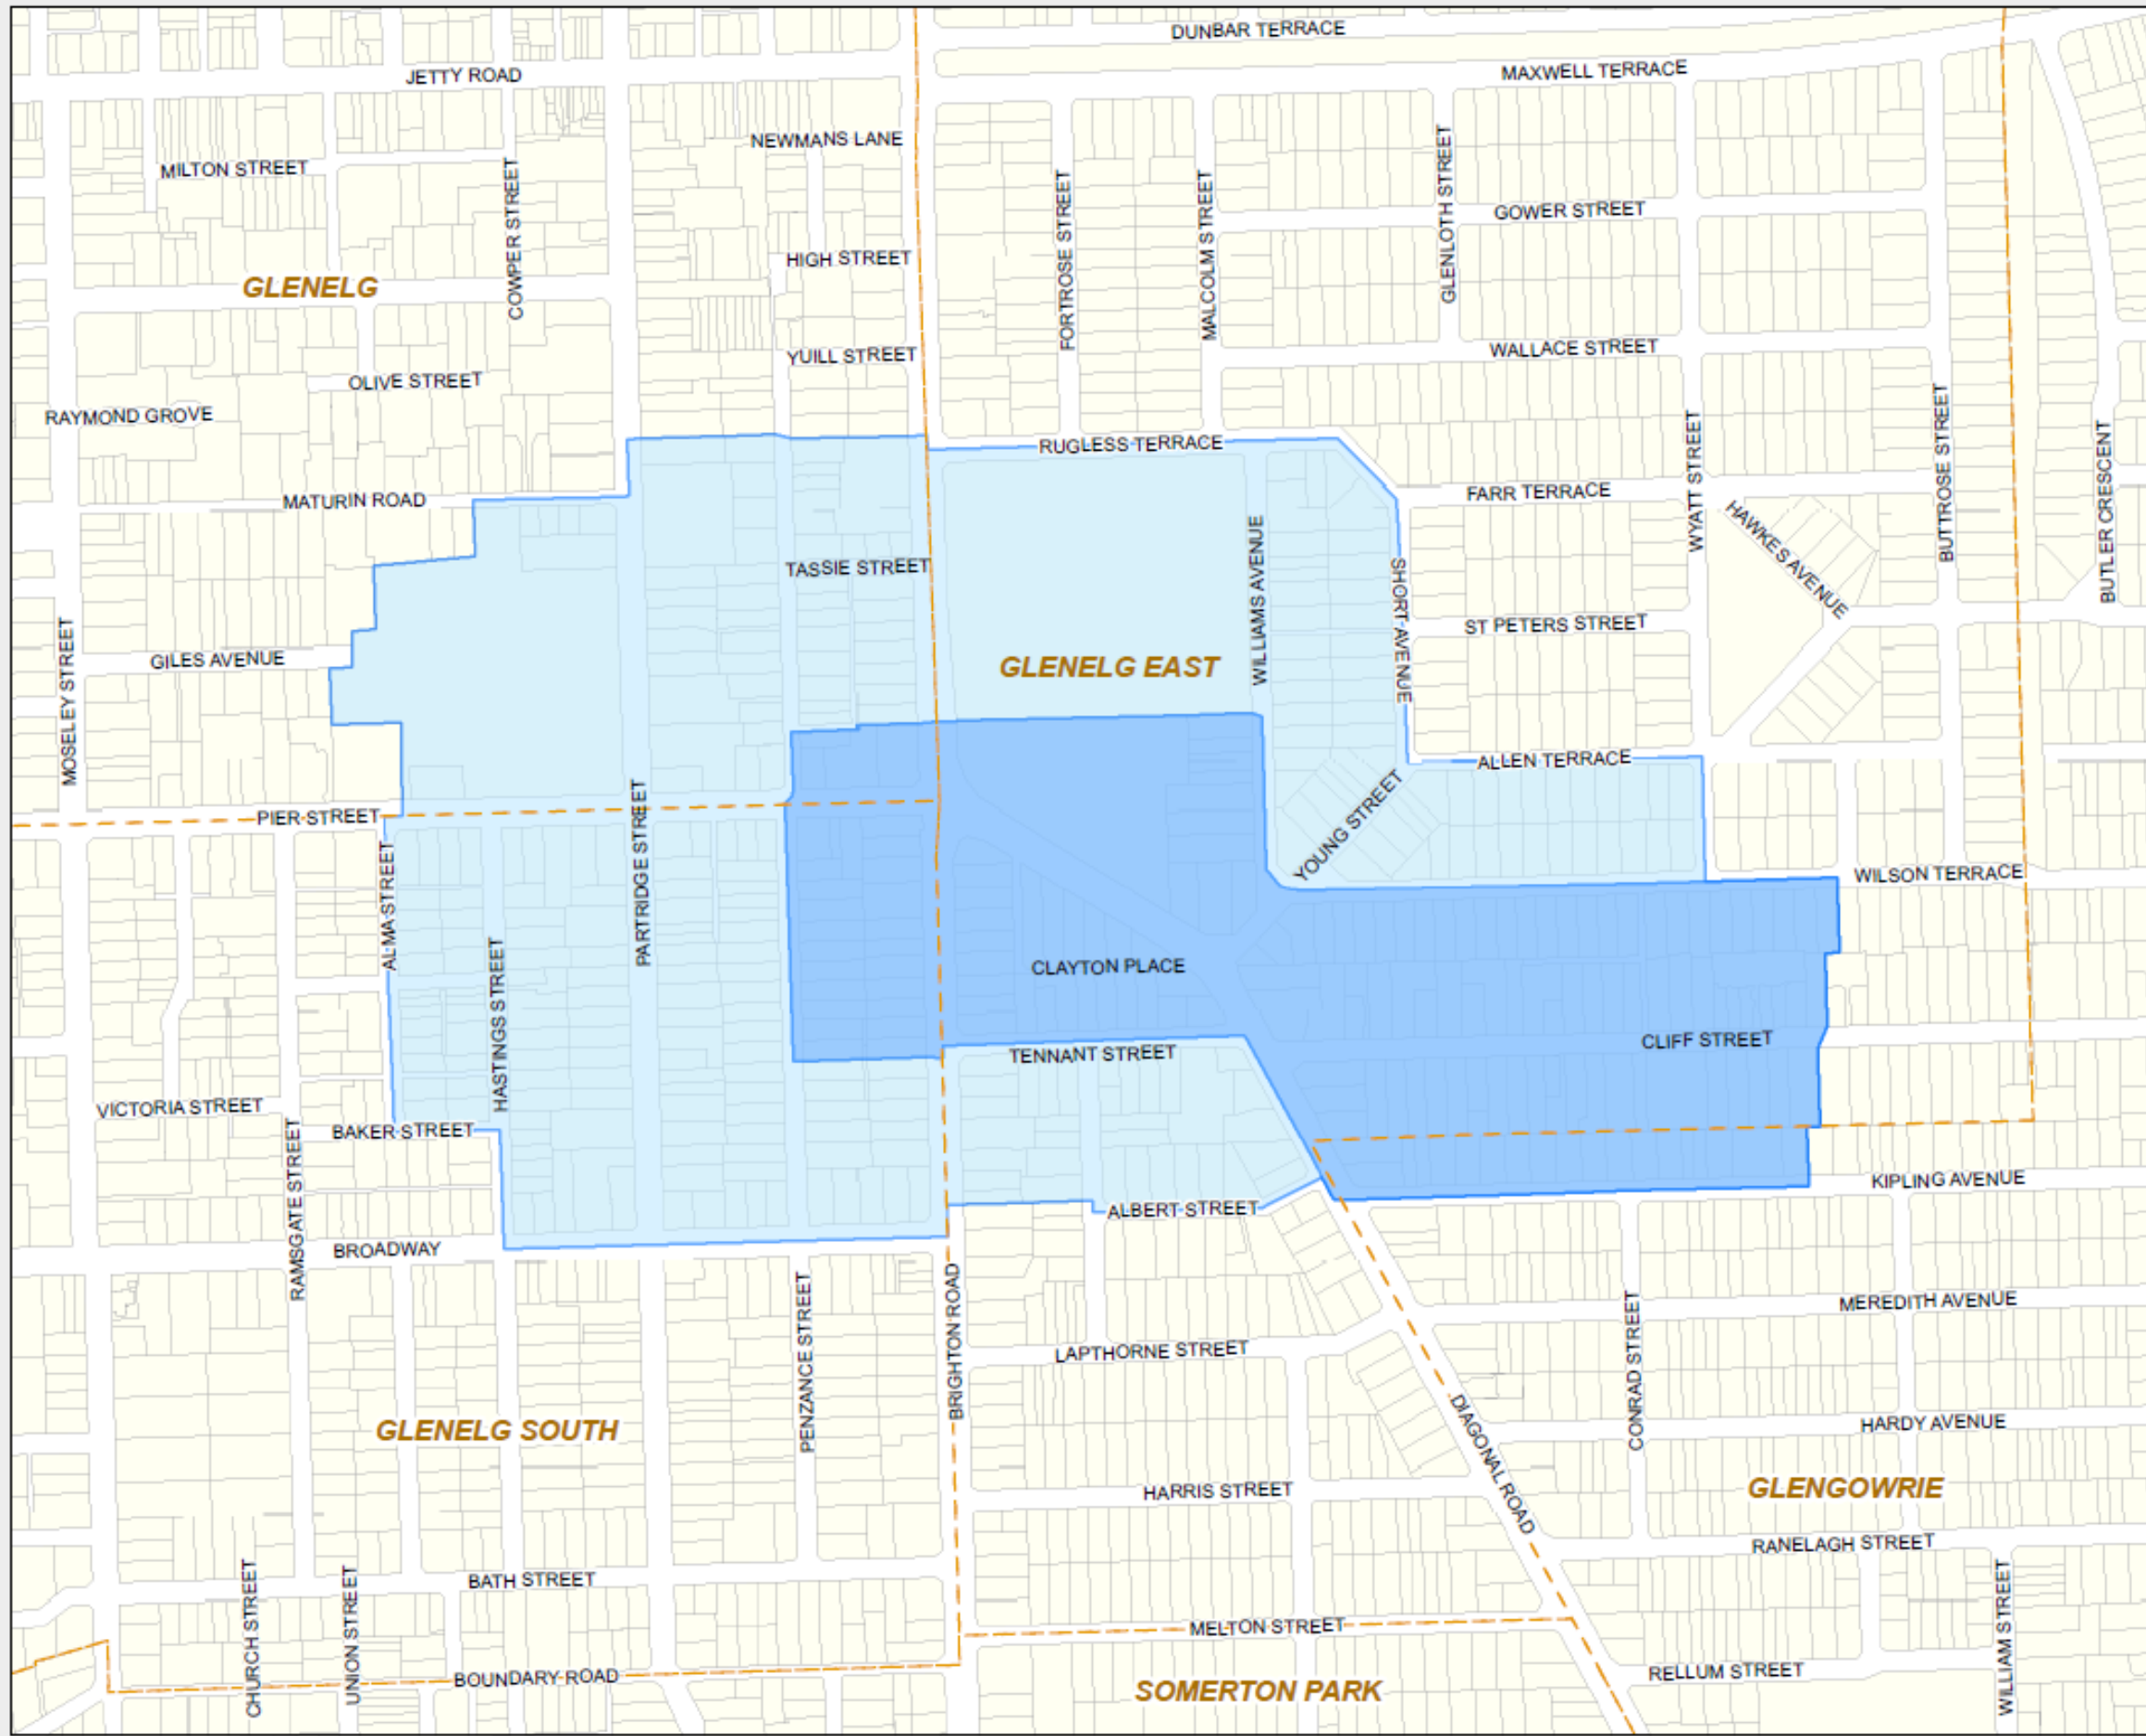 DUNBAR TERRACE
JETTY ROAD
MAXWELL TERRACE
NEWMANS LANE
MILTON STREET
COWPER STREET
FORTROSE STREET
MALCOLM STREET
GLENLOTH STREET
GOWER STREET
HIGH STREET
GLENELG
YUILL STREET
WALLACE STREET
OLIVE STREET
RAYMOND GROVE
RUGLESS TERRACE
BUTTROSE STREET
WYATT STREET
BUTLER CRESCENT
MATURIN ROAD
FARR TERRACE
HAWKES AVENUE
TASSIE STREET
WILLIAMS AVENUE
SHORT AVENUE
ST PETERS STREET
MOSELEY STREET
GILES AVENUE
GLENELG EAST
ALLEN TERRACE
PIER STREET
PARTRIDGE STREET
YOUNG STREET
WILSON TERRACE
ALMA STREET
CLAYTON PLACE
HASTINGS STREET
CLIFF STREET
TENNANT STREET
VICTORIA STREET
BAKER STREET
RAMSGATE STREET
KIPLING AVENUE
ALBERT STREET
BROADWAY
MEREDITH AVENUE
PENZANCE STREET
BRIGHTON ROAD
LAPTHORNE STREET
CONRAD STREET
DIAGONAL ROAD
HARDY AVENUE
GLENELG SOUTH
HARRIS STREET
GLENGOWRIE
RANELAGH STREET
BATH STREET
CHURCH STREET
UNION STREET
WILLIAM STREET
MELTON STREET
BOUNDARY ROAD
RELLUM STREET
SOMERTON PARK